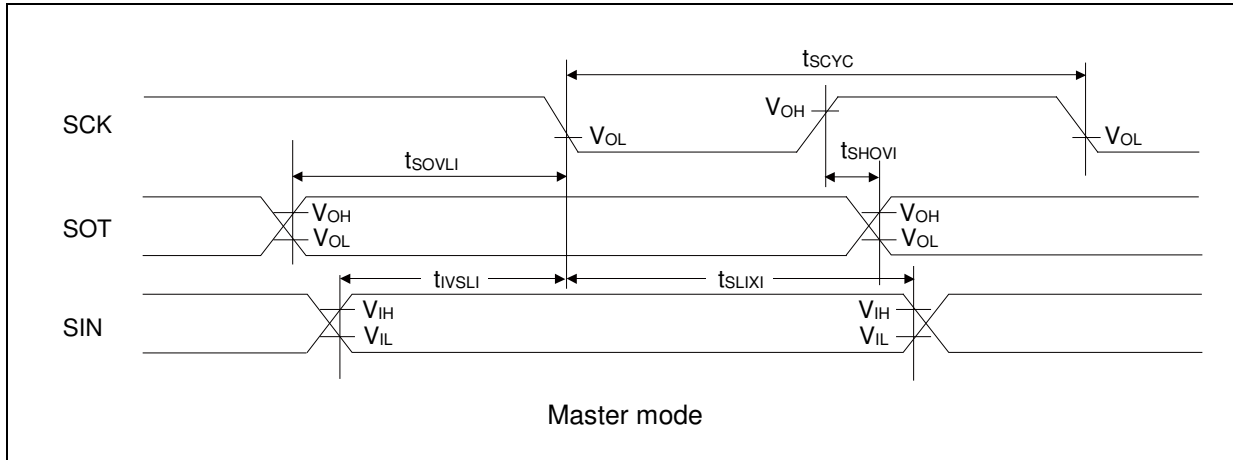 tSCYC
SCK
VOH
VOL
VOL
tSHOVI
tSOVLI
SOT
VOH
VOL
VOH
VOL
tIVSLI
tSLIXI
SIN
VIH
VIL
VIH
VIL
Master mode